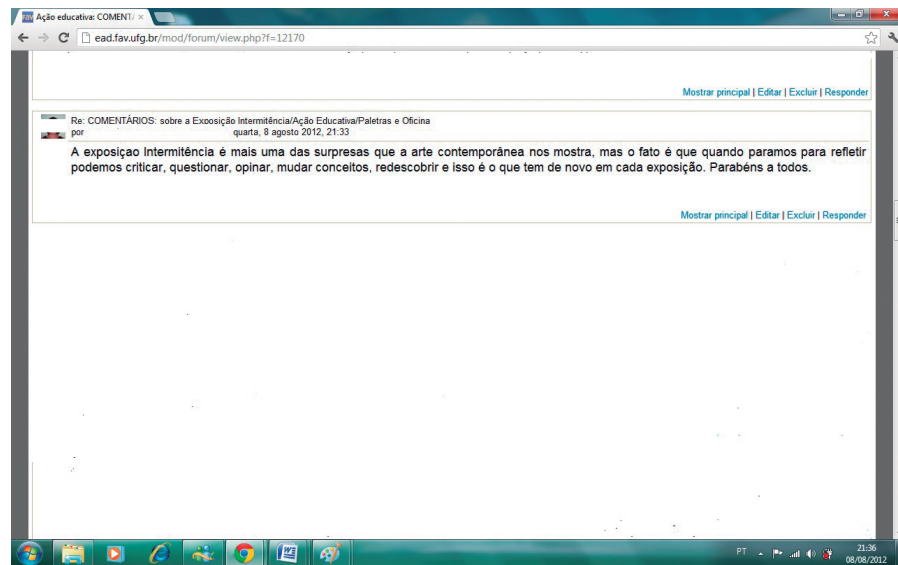 Ação educativa: COMENT/
ead.fav.ufg.br/mod/forum/view.php?f=12170
Mostrar principal | Editar | Excluir | Responder
Re: COMENTÁRIOS: sobre a Exposição Intermitência/Ação Educativa/Paletras e Oficina
por quarta, 8 agosto 2012, 21:33
A exposiçao Intermitência é mais uma das surpresas que a arte contemporânea nos mostra, mas o fato é que quando paramos para refletir
podemos criticar, questionar, opinar, mudar conceitos, redescobrir e isso é o que tem de novo em cada exposição. Parabéns a todos.
Mostrar principal | Editar | Excluir | Responder
PT 21:36
08/08/2012